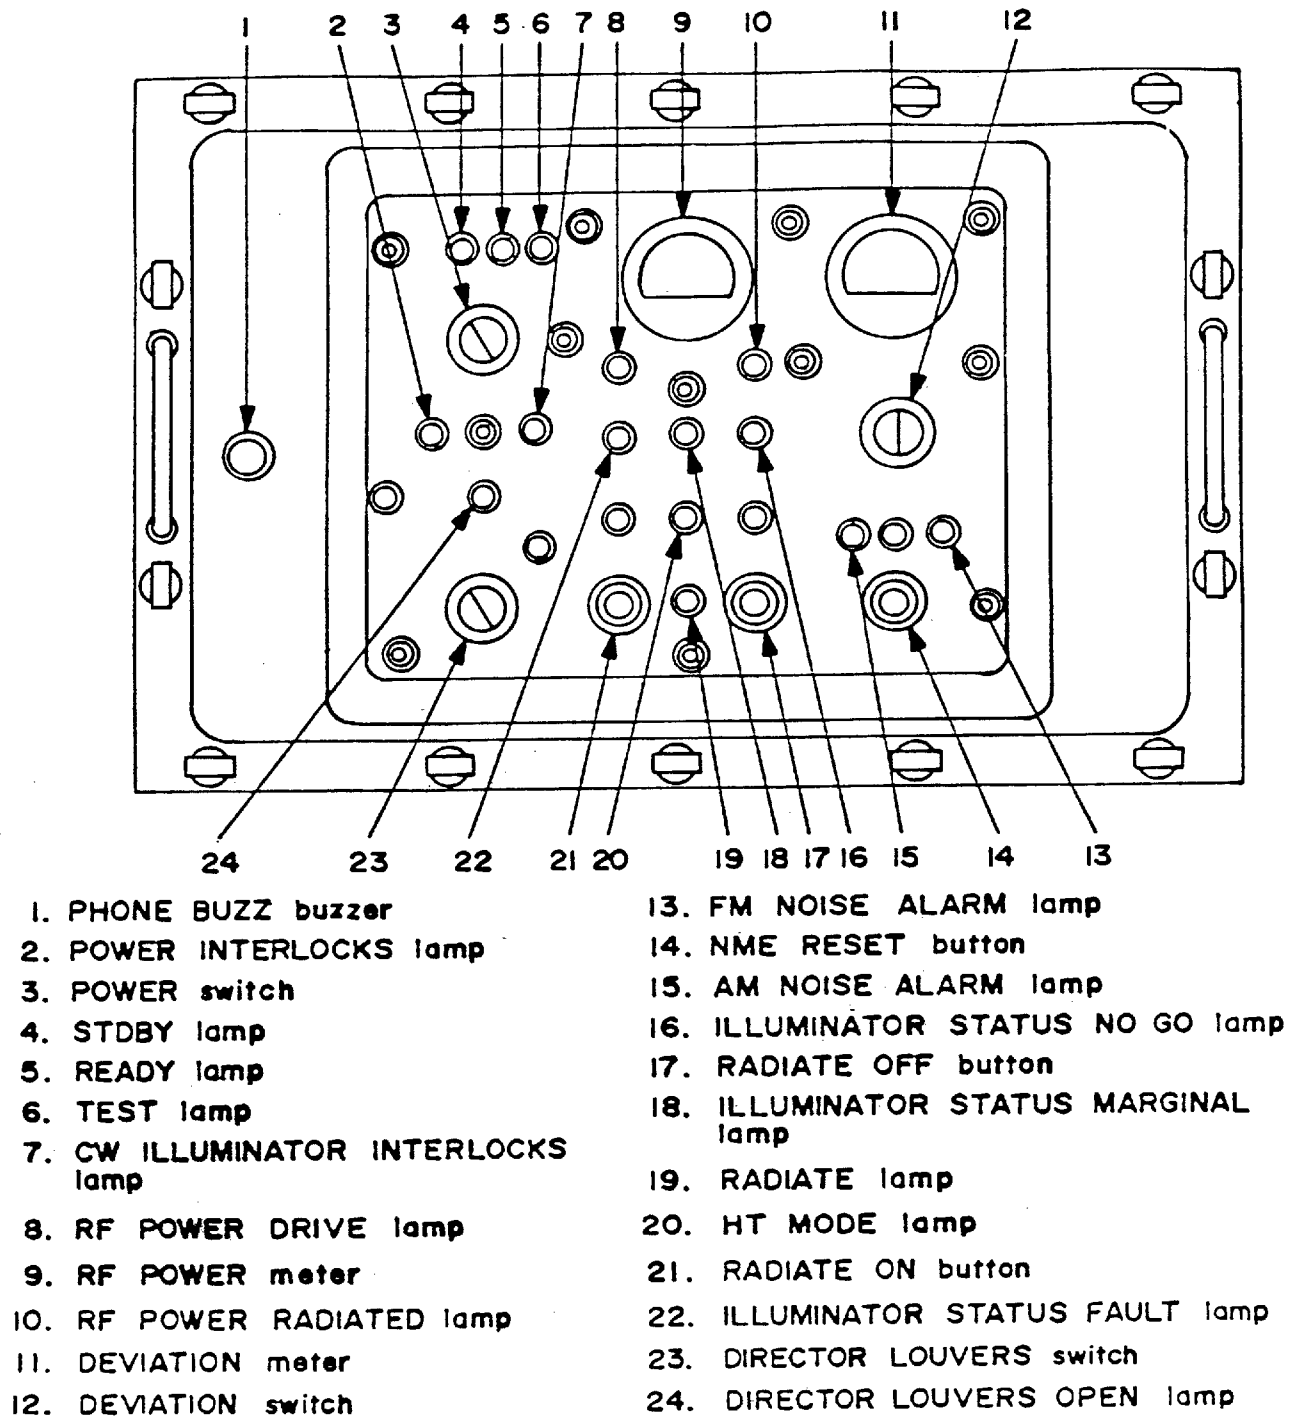 1 2 3 4 5 6 7 8 9 10 11 12
24 23 22 21 20 19 18 17 16 15 14 13
1. PHONE BUZZ buzzer
2. POWER INTERLOCKS lamp
3. POWER switch
4. STDBY lamp
5. READY lamp
6. TEST lamp
7. CW ILLUMINATOR INTERLOCKS
lamp
8. RF POWER DRIVE lamp
9. RF POWER meter
10. RF POWER RADIATED lamp
11. DEVIATION meter
12. DEVIATION switch
13. FM NOISE ALARM lamp
14. NME RESET button
15. AM NOISE ALARM lamp
16. ILLUMINATOR STATUS NO GO lamp
17. RADIATE OFF button
18. ILLUMINATOR STATUS MARGINAL
lamp
19. RADIATE lamp
20. HT MODE lamp
21. RADIATE ON button
22. ILLUMINATOR STATUS FAULT lamp
23. DIRECTOR LOUVERS switch
24. DIRECTOR LOUVERS OPEN lamp